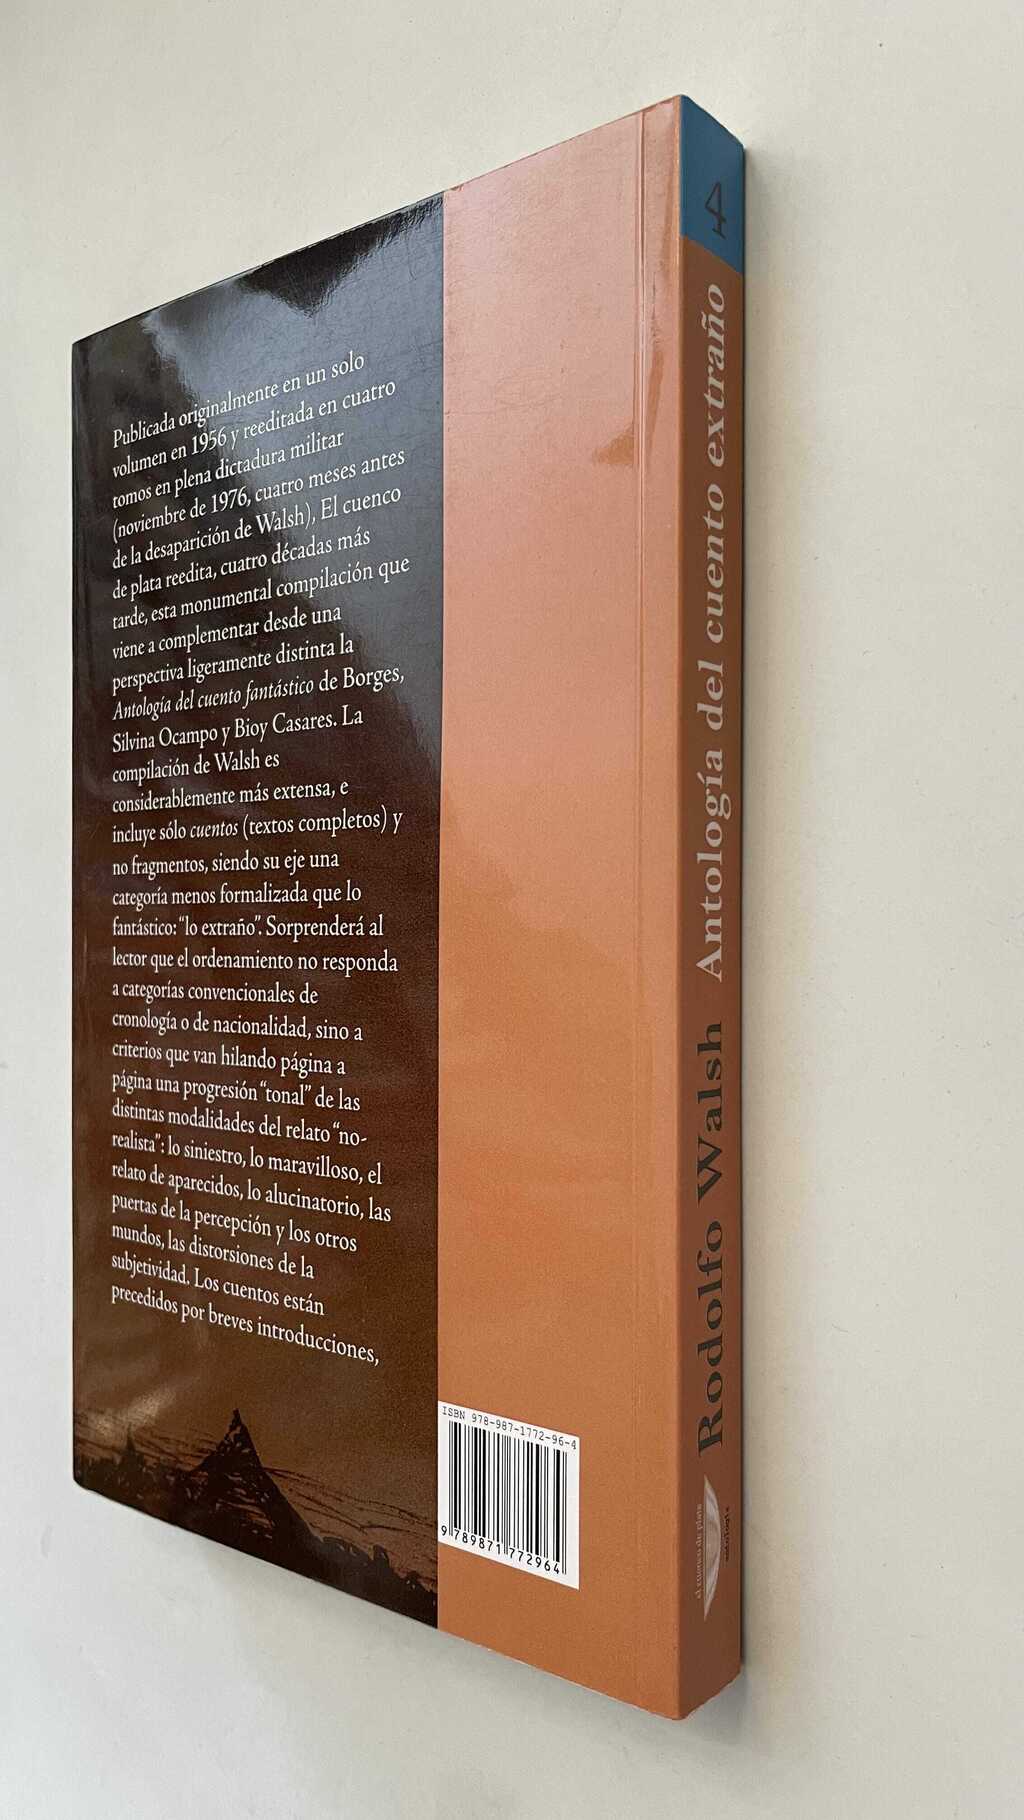 Publicada originalmente en un solo
volumen en 1956 y reeditada en cuatro
tomos en plena dictadura militar
(noviembre de 1976, cuatro meses antes
de la desaparición de Walsh), El cuenco
de plata reedita, cuatro décadas más
tarde, esta monumental compilación que
viene a complementar desde una
perspectiva ligeramente distinta la
Antología del cuento fantástico de Borges,
Silvina Ocampo y Bioy Casares. La
compilación de Walsh es
considerablemente más extensa, e
incluye sólo cuentos (textos completos) y
no fragmentos, siendo su eje una
categoría menos formalizada que lo
fantástico: “lo extraño”. Sorprenderá al
lector que el ordenamiento no responda
a categorías convencionales de
cronología o de nacionalidad, sino a
criterios que van hilando página a
página una progresión “tonal” de las
distintas modalidades del relato “no-
realista”: lo siniestro, lo maravilloso, el
relato de aparecidos, lo alucinatorio, las
puertas de la percepción y los otros
mundos, las distorsiones de la
subjetividad. Los cuentos están
precedidos por breves introducciones,
ISBN 978-987-1772-96-4
9 789871 772964
4
Rodolfo Walsh Antología del cuento extraño
el cuenco de plata
antología